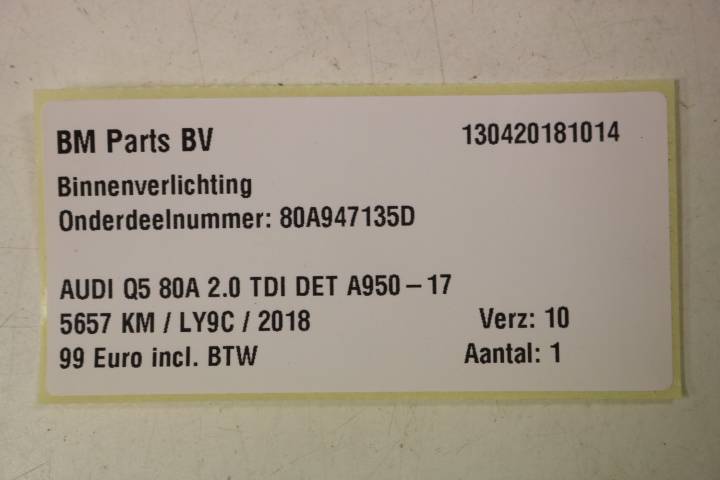 BM Parts BV 130420181014
Binnenverlichting
Onderdeelnummer: 80A947135D
AUDI Q5 80A 2.0 TDI DET A950 – 17
5657 KM / LY9C / 2018 Verz: 10
99 Euro incl. BTW Aantal: 1